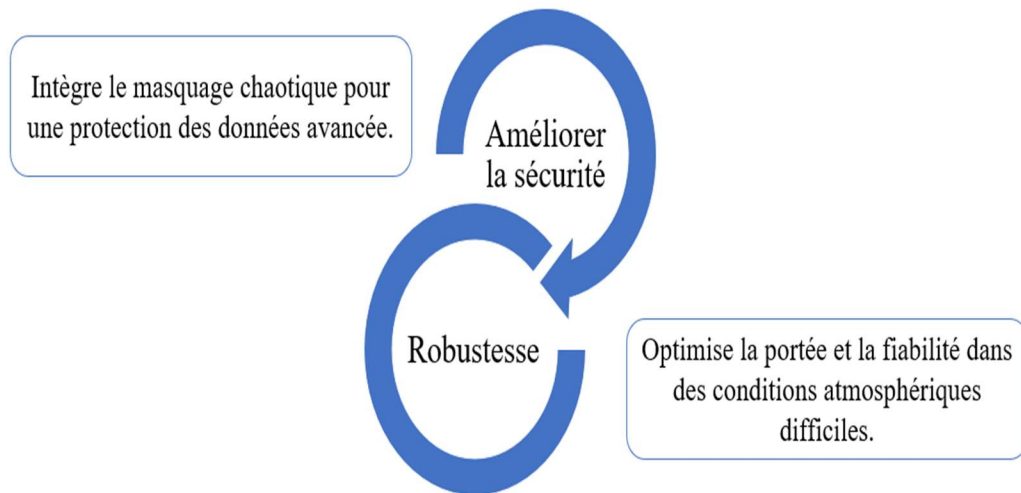 Intègre le masquage chaotique pour
une protection des données avancée.
Améliorer
la sécurité
Robustesse
Optimise la portée et la fiabilité dans
des conditions atmosphériques
difficiles.